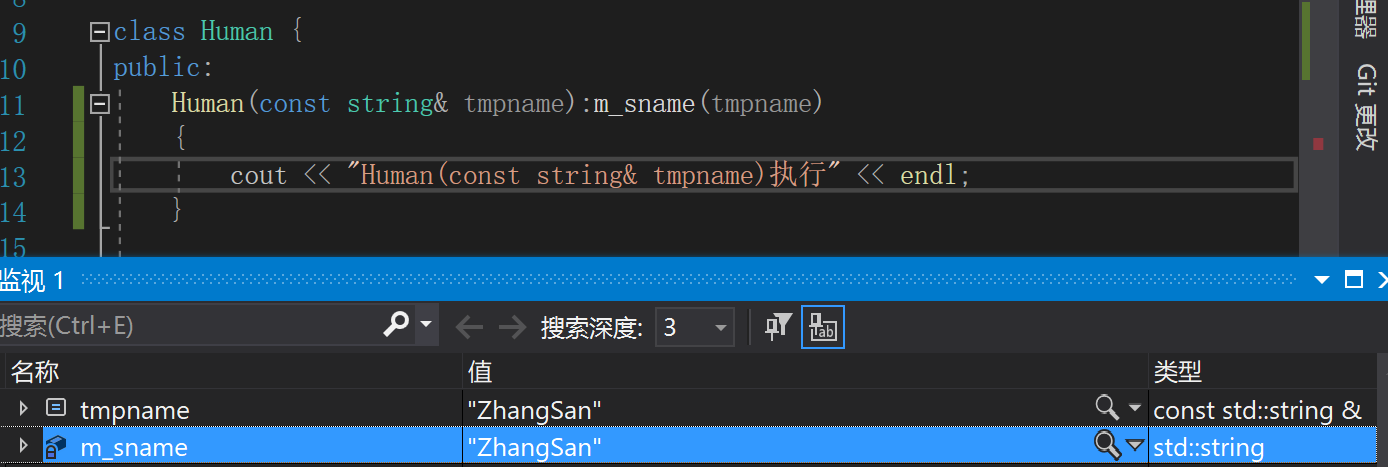 8
9 class Human {
10 public:
11 Human(const string& tmpname):m_sname(tmpname)
12 {
13 cout << "Human(const string& tmpname)执行" << endl;
14 }
15
理器
Git 更改
监视 1
搜索(Ctrl+E)
搜索深度: 3
名称 值 类型
tmpname "ZhangSan" const std::string &
m_sname "ZhangSan" std::string